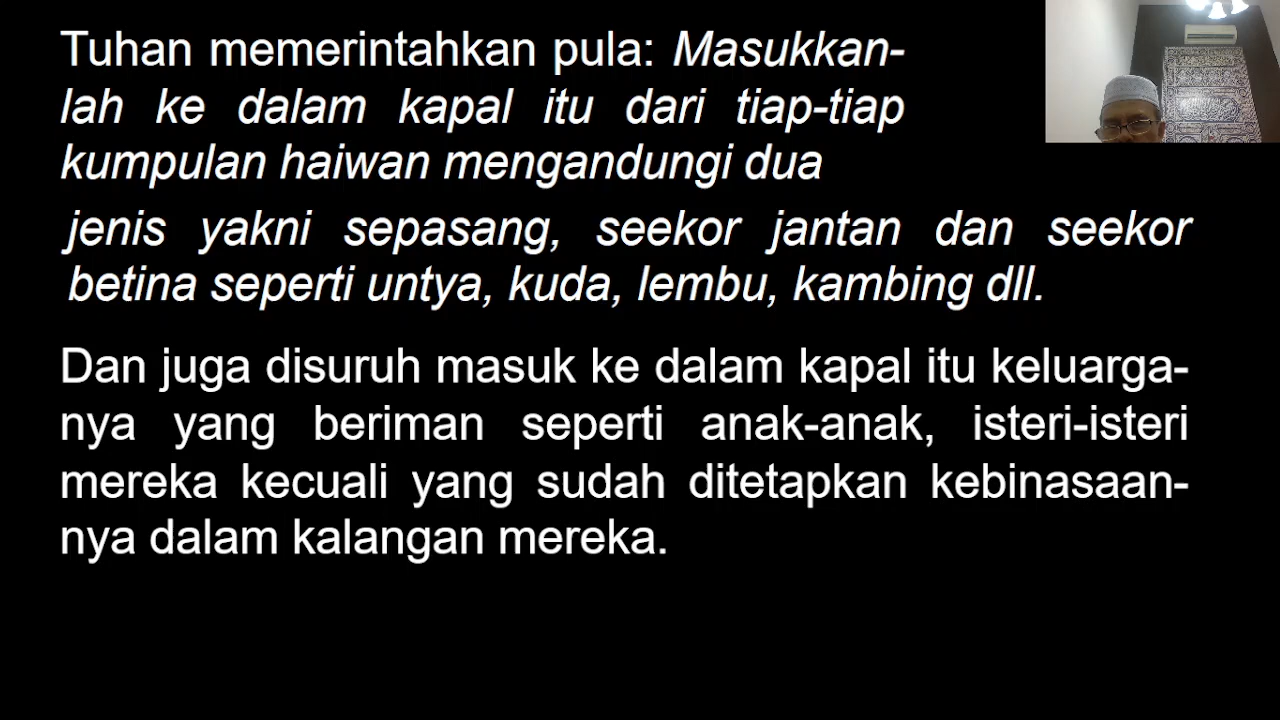 Tuhan memerintahkan pula: Masukkan-
lah ke dalam kapal itu dari tiap-tiap
kumpulan haiwan mengandungi dua
jenis yakni sepasang, seekor jantan dan seekor
betina seperti untya, kuda, lembu, kambing dll.
Dan juga disuruh masuk ke dalam kapal itu keluarga-
nya yang beriman seperti anak-anak, isteri-isteri
mereka kecuali yang sudah ditetapkan kebinasaan-
nya dalam kalangan mereka.